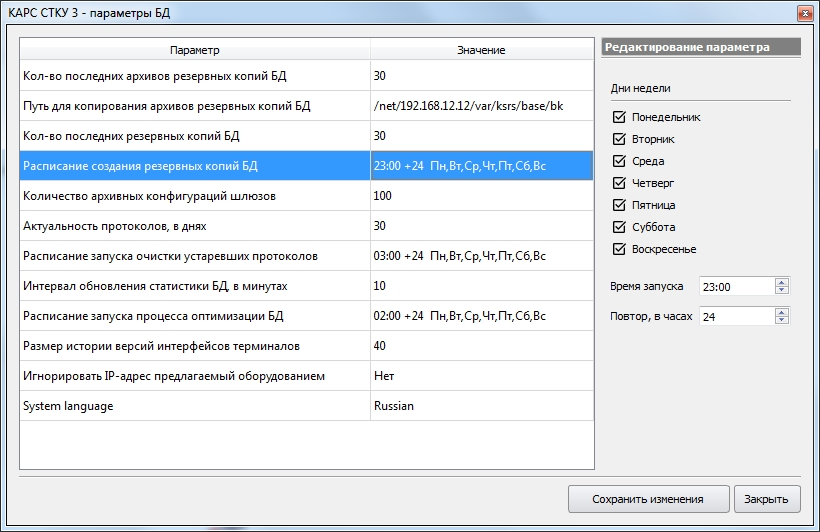 КАРС СТКУ 3 - параметры БД
Параметр Значение
Кол-во последних архивов резервных копий БД 30
Путь для копирования архивов резервных копий БД /net/192.168.12.12/var/ksrs/base/bk
Кол-во последних резервных копий БД 30
Расписание создания резервных копий БД 23:00 +24 Пн,Вт,Ср,Чт,Пт,Сб,Вс
Количество архивных конфигураций шлюзов 100
Актуальность протоколов, в днях 30
Расписание запуска очистки устаревших протоколов 03:00 +24 Пн,Вт,Ср,Чт,Пт,Сб,Вс
Интервал обновления статистики БД, в минутах 10
Расписание запуска процесса оптимизации БД 02:00 +24 Пн,Вт,Ср,Чт,Пт,Сб,Вс
Размер истории версий интерфейсов терминалов 40
Игнорировать IP-адрес предлагаемый оборудованием Нет
System language Russian
Редактирование параметра
Дни недели
Понедельник
Вторник
Среда
Четверг
Пятница
Суббота
Воскресенье
Время запуска 23:00
Повтор, в часах 24
Сохранить изменения Закрыть